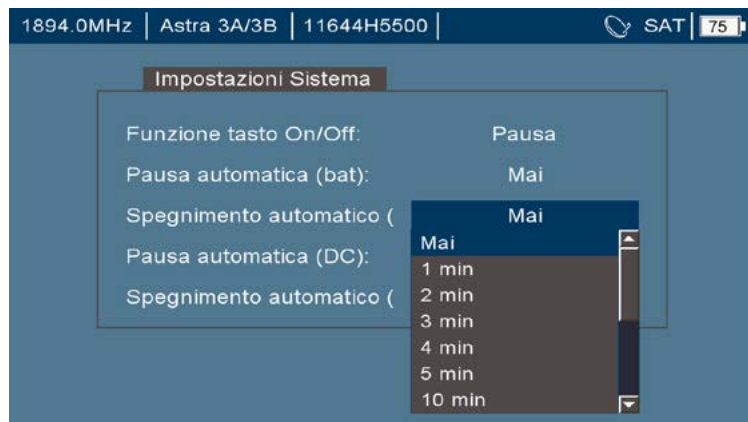 1894.0MHz | Astra 3A/3B | 11644H5500 | SAT 75
Impostazioni Sistema
Funzione tasto On/Off: Pausa
Pausa automatica (bat): Mai
Spegnimento automatico ( Mai
Mai
Pausa automatica (DC):
1 min
2 min
Spegnimento automatico (
3 min
4 min
5 min
10 min